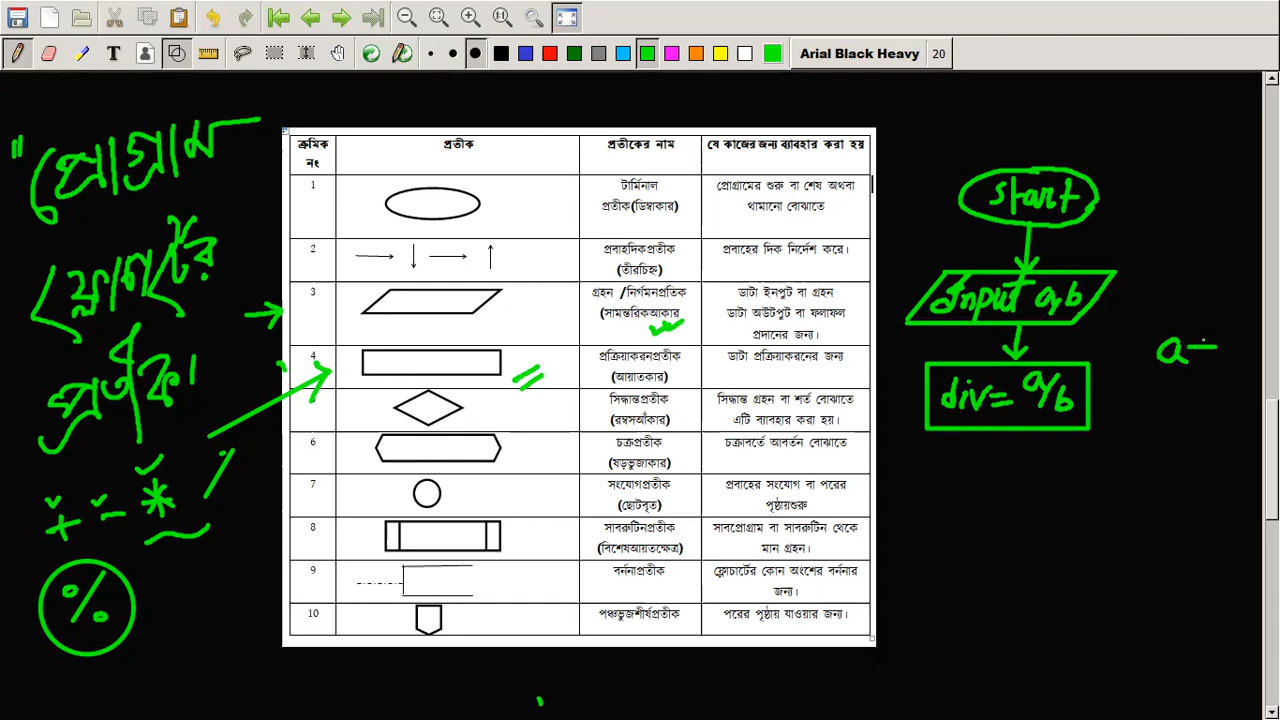 Arial Black Heavy 20
"প্রোগ্রাম
ফ্লোচার্টের
প্রতীক
+ - *
%
ক্রমিক নং প্রতীক প্রতীকের নাম যে কাজের জন্য ব্যাবহার করা হয়
1 টার্মিনাল প্রোগ্রামের শুরু বা শেষ অথবা
প্রতীক(ডিম্বাকার) থামানো বোঝাতে
2 প্রবাহদিকপ্রতীক প্রবাহের দিক নির্দেশ করে।
(তীরচিহ্ন)
3 গ্রহন /নির্গমনপ্রতিক ডাটা ইনপুট বা গ্রহন
(সামন্তরিকআকার ডাটা অউটপুট বা ফলাফল
প্রদানের জন্য।
4 প্রক্রিয়াকরনপ্রতীক ডাটা প্রক্রিয়াকরনের জন্য
(আয়াতকার)
সিদ্ধান্তপ্রতীক সিদ্ধান্ত গ্রহন বা শর্ত বোঝাতে
(রম্বসআঁকার) এটি ব্যাবহার করা হয়।
6 চক্রপ্রতীক চক্রাবর্তে আবর্তন বোঝাতে
(ষড়ভুজাকার)
7 সংযোগপ্রতীক প্রবাহের সংযোগ বা পরের
(ছোটবৃত) পৃষ্ঠায়শুরু
8 সাবরুটিনপ্রতীক সাবপ্রোগ্রাম বা সাবরুটিন থেকে
(বিশেষআয়তক্ষেত্র) মান গ্রহন।
9 বর্ননাপ্রতীক ফ্লোচার্টের কোন অংশের বর্ননার
জন্য।
10 পঞ্চভুজশীর্ষপ্রতীক পরের পৃষ্ঠায় যাওয়ার জন্য।
start
Input a,b
div= a/b
a-